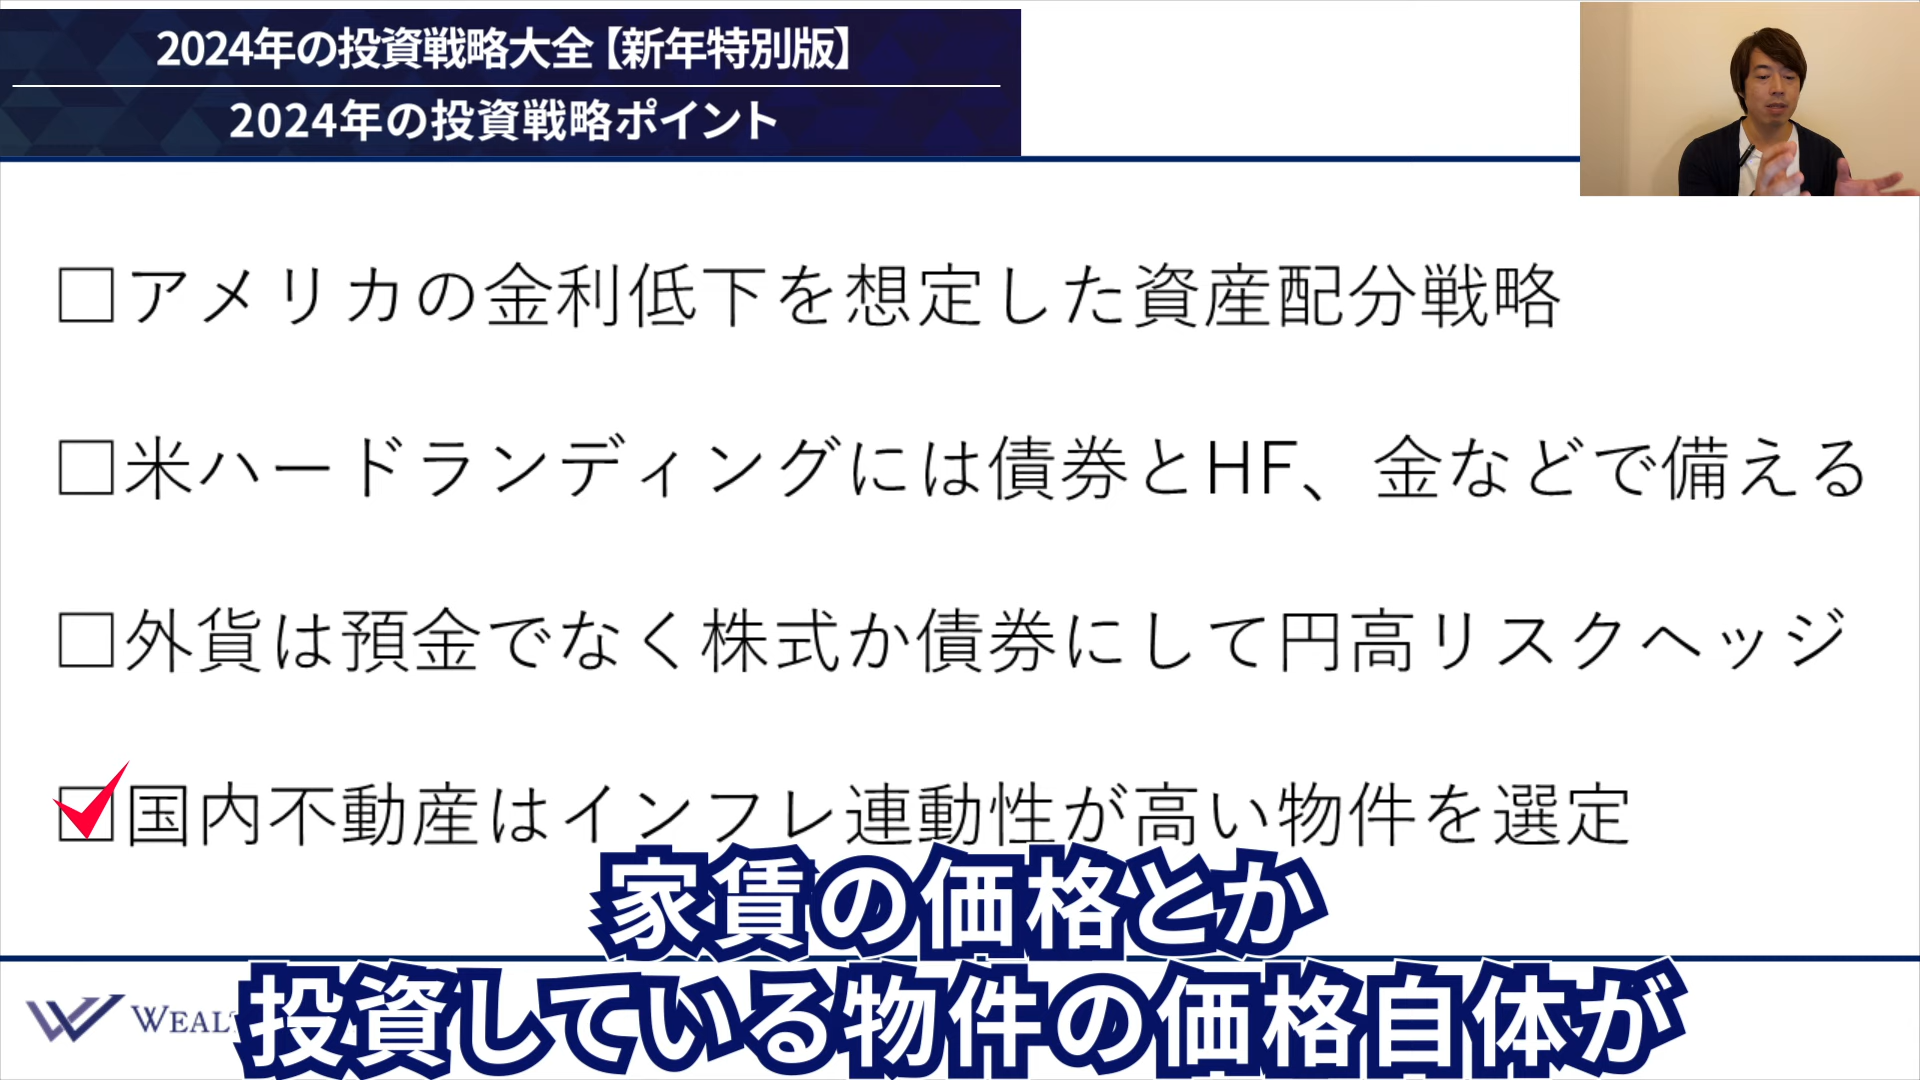 2024年の投資戦略大全【新年特別版】
2024年の投資戦略ポイント
□アメリカの金利低下を想定した資産配分戦略
□米ハードランディングには債券とHF、金などで備える
□外貨は預金でなく株式か債券にして円高リスクヘッジ
☑国内不動産はインフレ連動性が高い物件を選定
家賃の価格とか
投資している物件の価格自体が